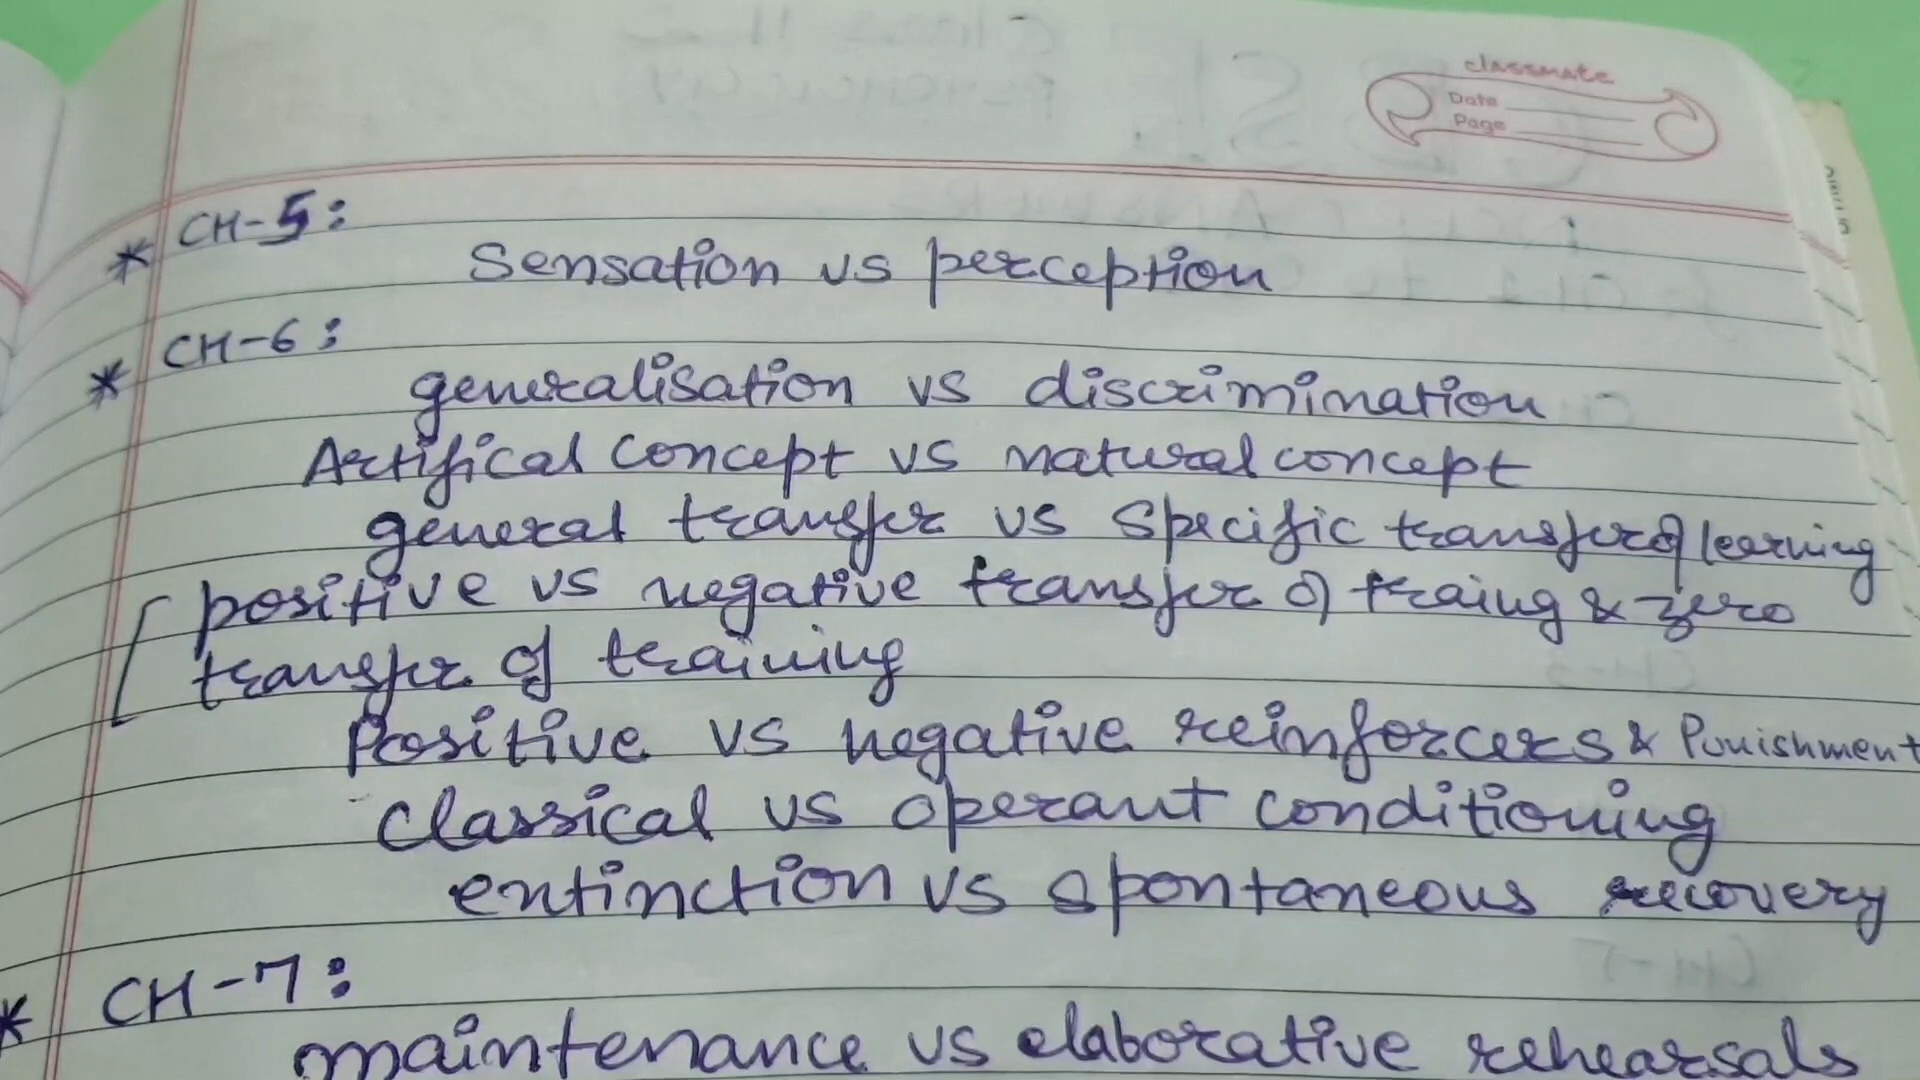 classmate
Date
Page
* CH-5:
Sensation vs perception
* CH-6:
generalisation vs discrimination
Artifical concept vs natural concept
general transfer vs specific transfer of learning
positive vs negative transfer of traing & zero
transfer of training
Positive vs negative reinforcers & Punishment
classical vs operant conditioning
extinction vs spontaneous recovery
* CH-7:
maintenance vs elaborative rehearsals